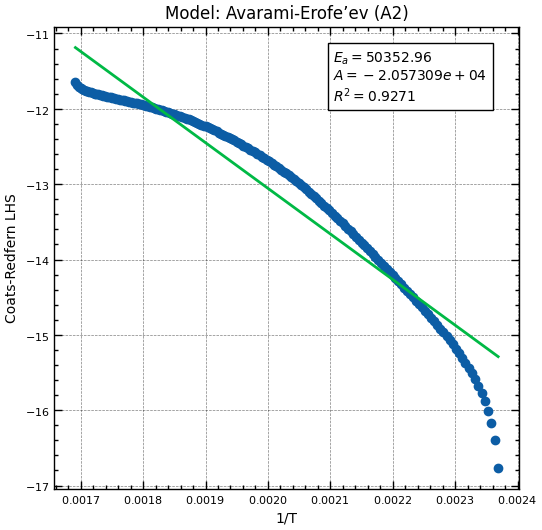 Model: Avarami-Erofe’ev (A2)
E_a = 50352.96
A = −2.057309e + 04
R² = 0.9271
Coats-Redfern LHS
−11
−12
−13
−14
−15
−16
−17
0.0017 0.0018 0.0019 0.0020 0.0021 0.0022 0.0023 0.0024
1/T